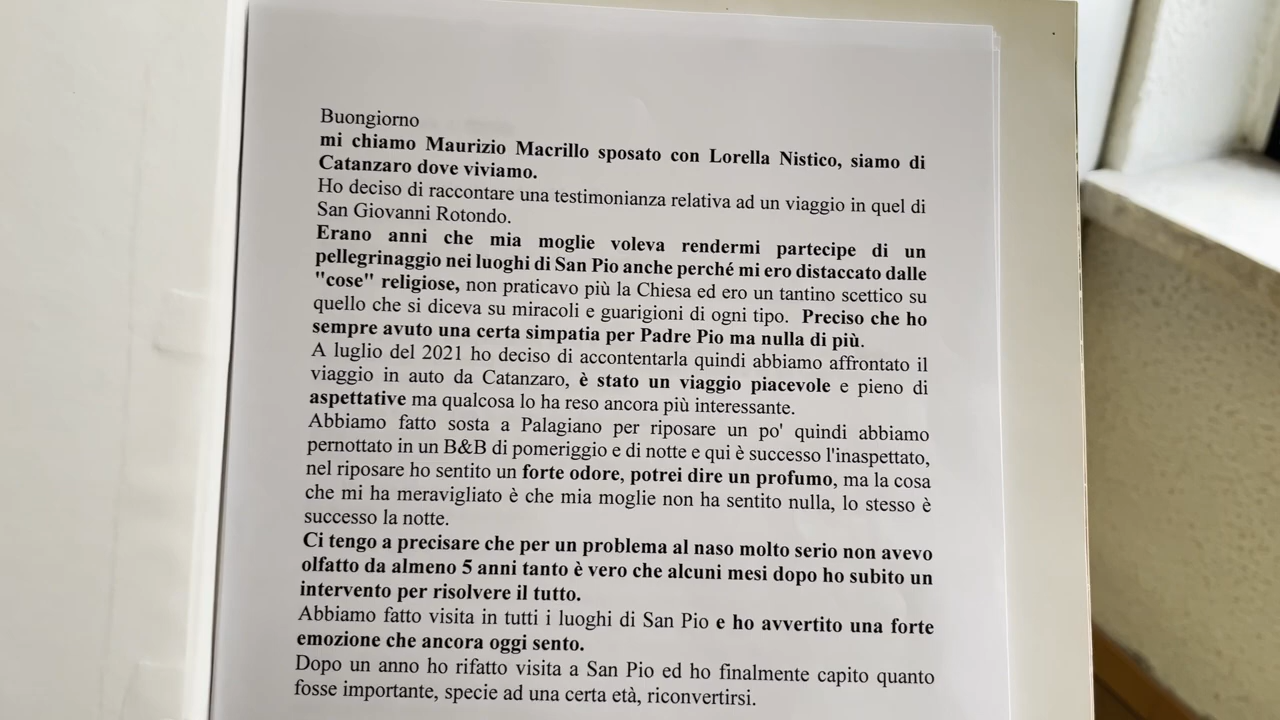 Buongiorno
mi chiamo Maurizio Macrillo sposato con Lorella Nistico, siamo di
Catanzaro dove viviamo.
Ho deciso di raccontare una testimonianza relativa ad un viaggio in quel di
San Giovanni Rotondo.
Erano anni che mia moglie voleva rendermi partecipe di un
pellegrinaggio nei luoghi di San Pio anche perché mi ero distaccato dalle
"cose" religiose, non praticavo più la Chiesa ed ero un tantino scettico su
quello che si diceva su miracoli e guarigioni di ogni tipo. Preciso che ho
sempre avuto una certa simpatia per Padre Pio ma nulla di più.
A luglio del 2021 ho deciso di accontentarla quindi abbiamo affrontato il
viaggio in auto da Catanzaro, è stato un viaggio piacevole e pieno di
aspettative ma qualcosa lo ha reso ancora più interessante.
Abbiamo fatto sosta a Palagiano per riposare un po' quindi abbiamo
pernottato in un B&B di pomeriggio e di notte e qui è successo l'inaspettato,
nel riposare ho sentito un forte odore, potrei dire un profumo, ma la cosa
che mi ha meravigliato è che mia moglie non ha sentito nulla, lo stesso è
successo la notte.
Ci tengo a precisare che per un problema al naso molto serio non avevo
olfatto da almeno 5 anni tanto è vero che alcuni mesi dopo ho subito un
intervento per risolvere il tutto.
Abbiamo fatto visita in tutti i luoghi di San Pio e ho avvertito una forte
emozione che ancora oggi sento.
Dopo un anno ho rifatto visita a San Pio ed ho finalmente capito quanto
fosse importante, specie ad una certa età, riconvertirsi.